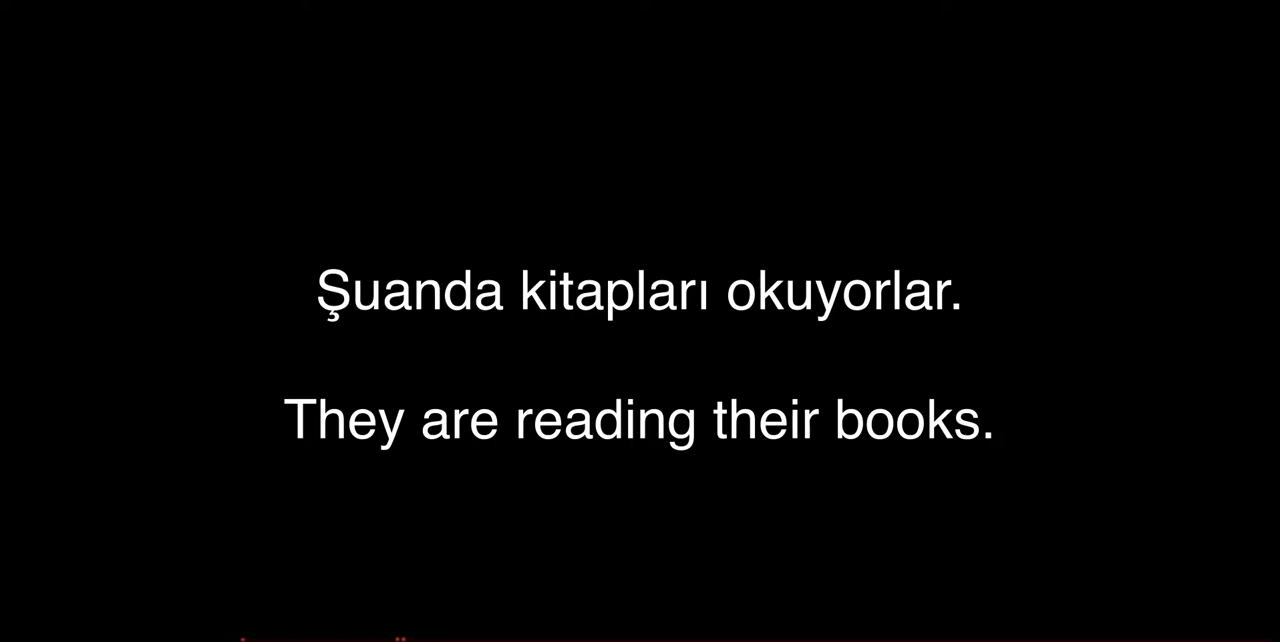 Şuanda kitapları okuyorlar.
They are reading their books.